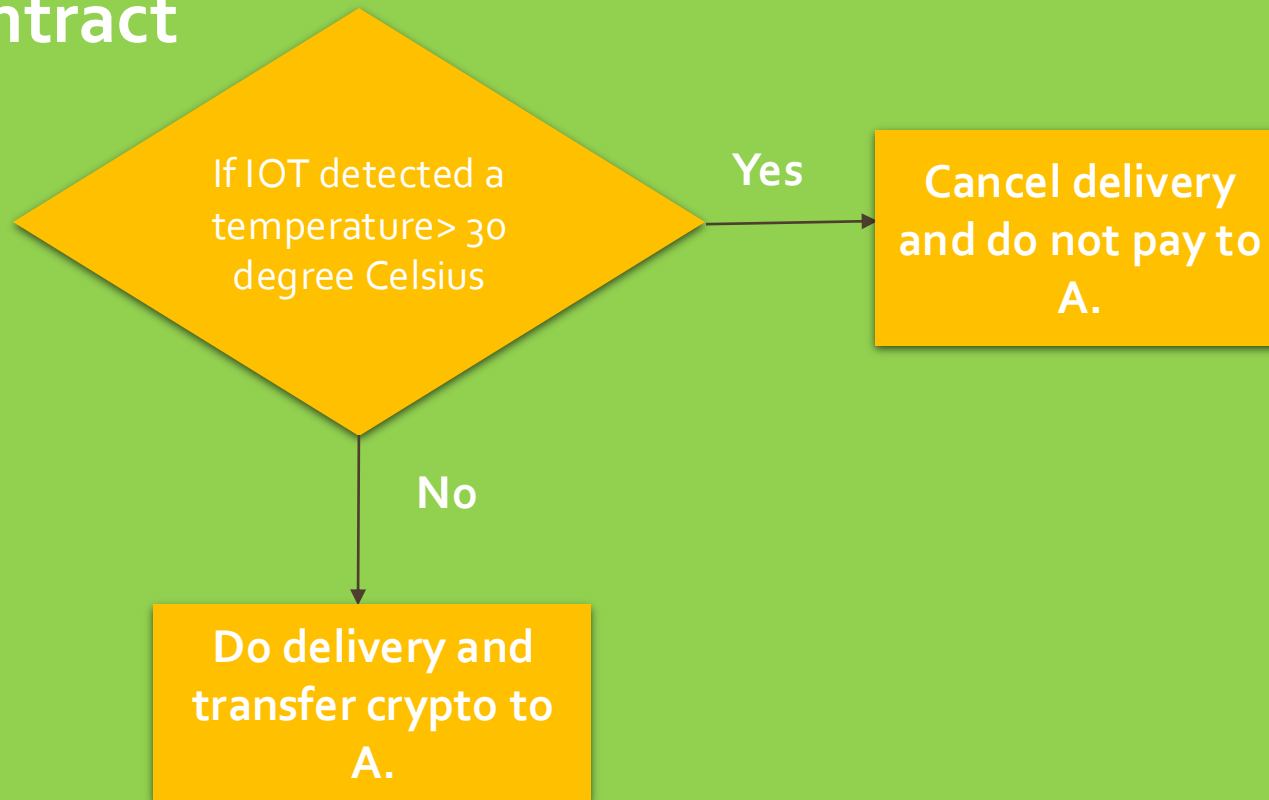 ntract
If IOT detected a
temperature> 30
degree Celsius
Yes
Cancel delivery
and do not pay to
A.
No
Do delivery and
transfer crypto to
A.